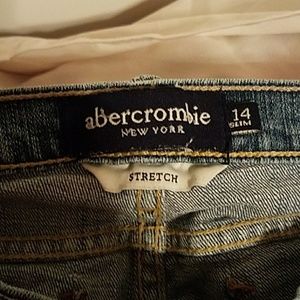 abercrombie
NEW YORK
14
SLIM
STRETCH